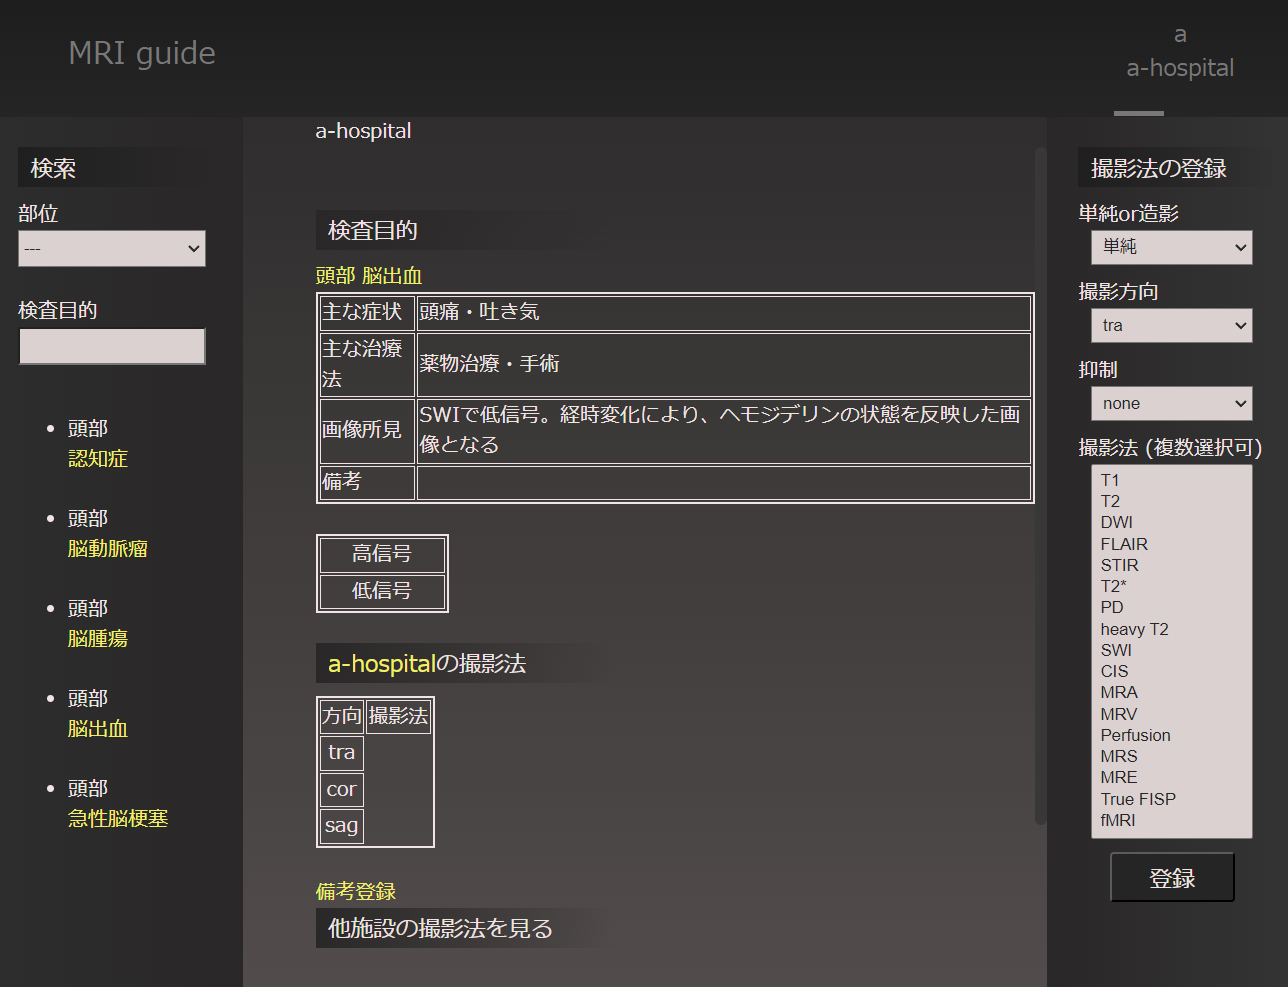 MRI guide
a
a-hospital
検索
部位
---
検査目的
頭部
認知症
頭部
脳動脈瘤
頭部
脳腫瘍
頭部
脳出血
頭部
急性脳梗塞
a-hospital
検査目的
頭部 脳出血
主な症状 頭痛・吐き気
主な治療
法
薬物治療・手術
画像所見
SWIで低信号。経時変化により、ヘモジデリンの状態を反映した画
像となる
備考
高信号
低信号
a-hospitalの撮影法
方向 撮影法
tra
cor
sag
備考登録
他施設の撮影法を見る
撮影法の登録
単純or造影
単純
撮影方向
tra
抑制
none
撮影法 (複数選択可)
T1
T2
DWI
FLAIR
STIR
T2*
PD
heavy T2
SWI
CIS
MRA
MRV
Perfusion
MRS
MRE
True FISP
fMRI
登録